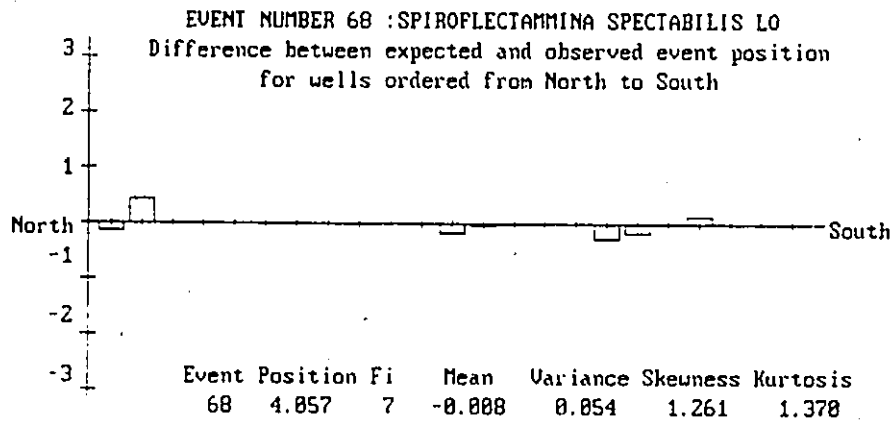 EVENT NUMBER 68 :SPIROFLECTAMMINA SPECTABILIS LO
Difference between expected and observed event position
for wells ordered from North to South
3
2
1
North
South
-1
-2
-3
Event Position Fi Mean Variance Skewness Kurtosis
68 4.057 7 -0.008 0.054 1.261 1.370